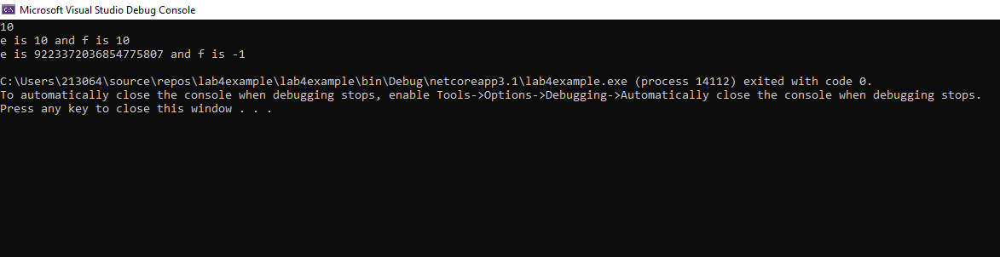 Microsoft Visual Studio Debug Console
10
e is 10 and f is 10
e is 9223372036854775807 and f is -1
C:\Users\213064\source\repos\lab4example\lab4example\bin\Debug\netcoreapp3.1\lab4example.exe (process 14112) exited with code 0.
To automatically close the console when debugging stops, enable Tools->Options->Debugging->Automatically close the console when debugging stops.
Press any key to close this window . . .